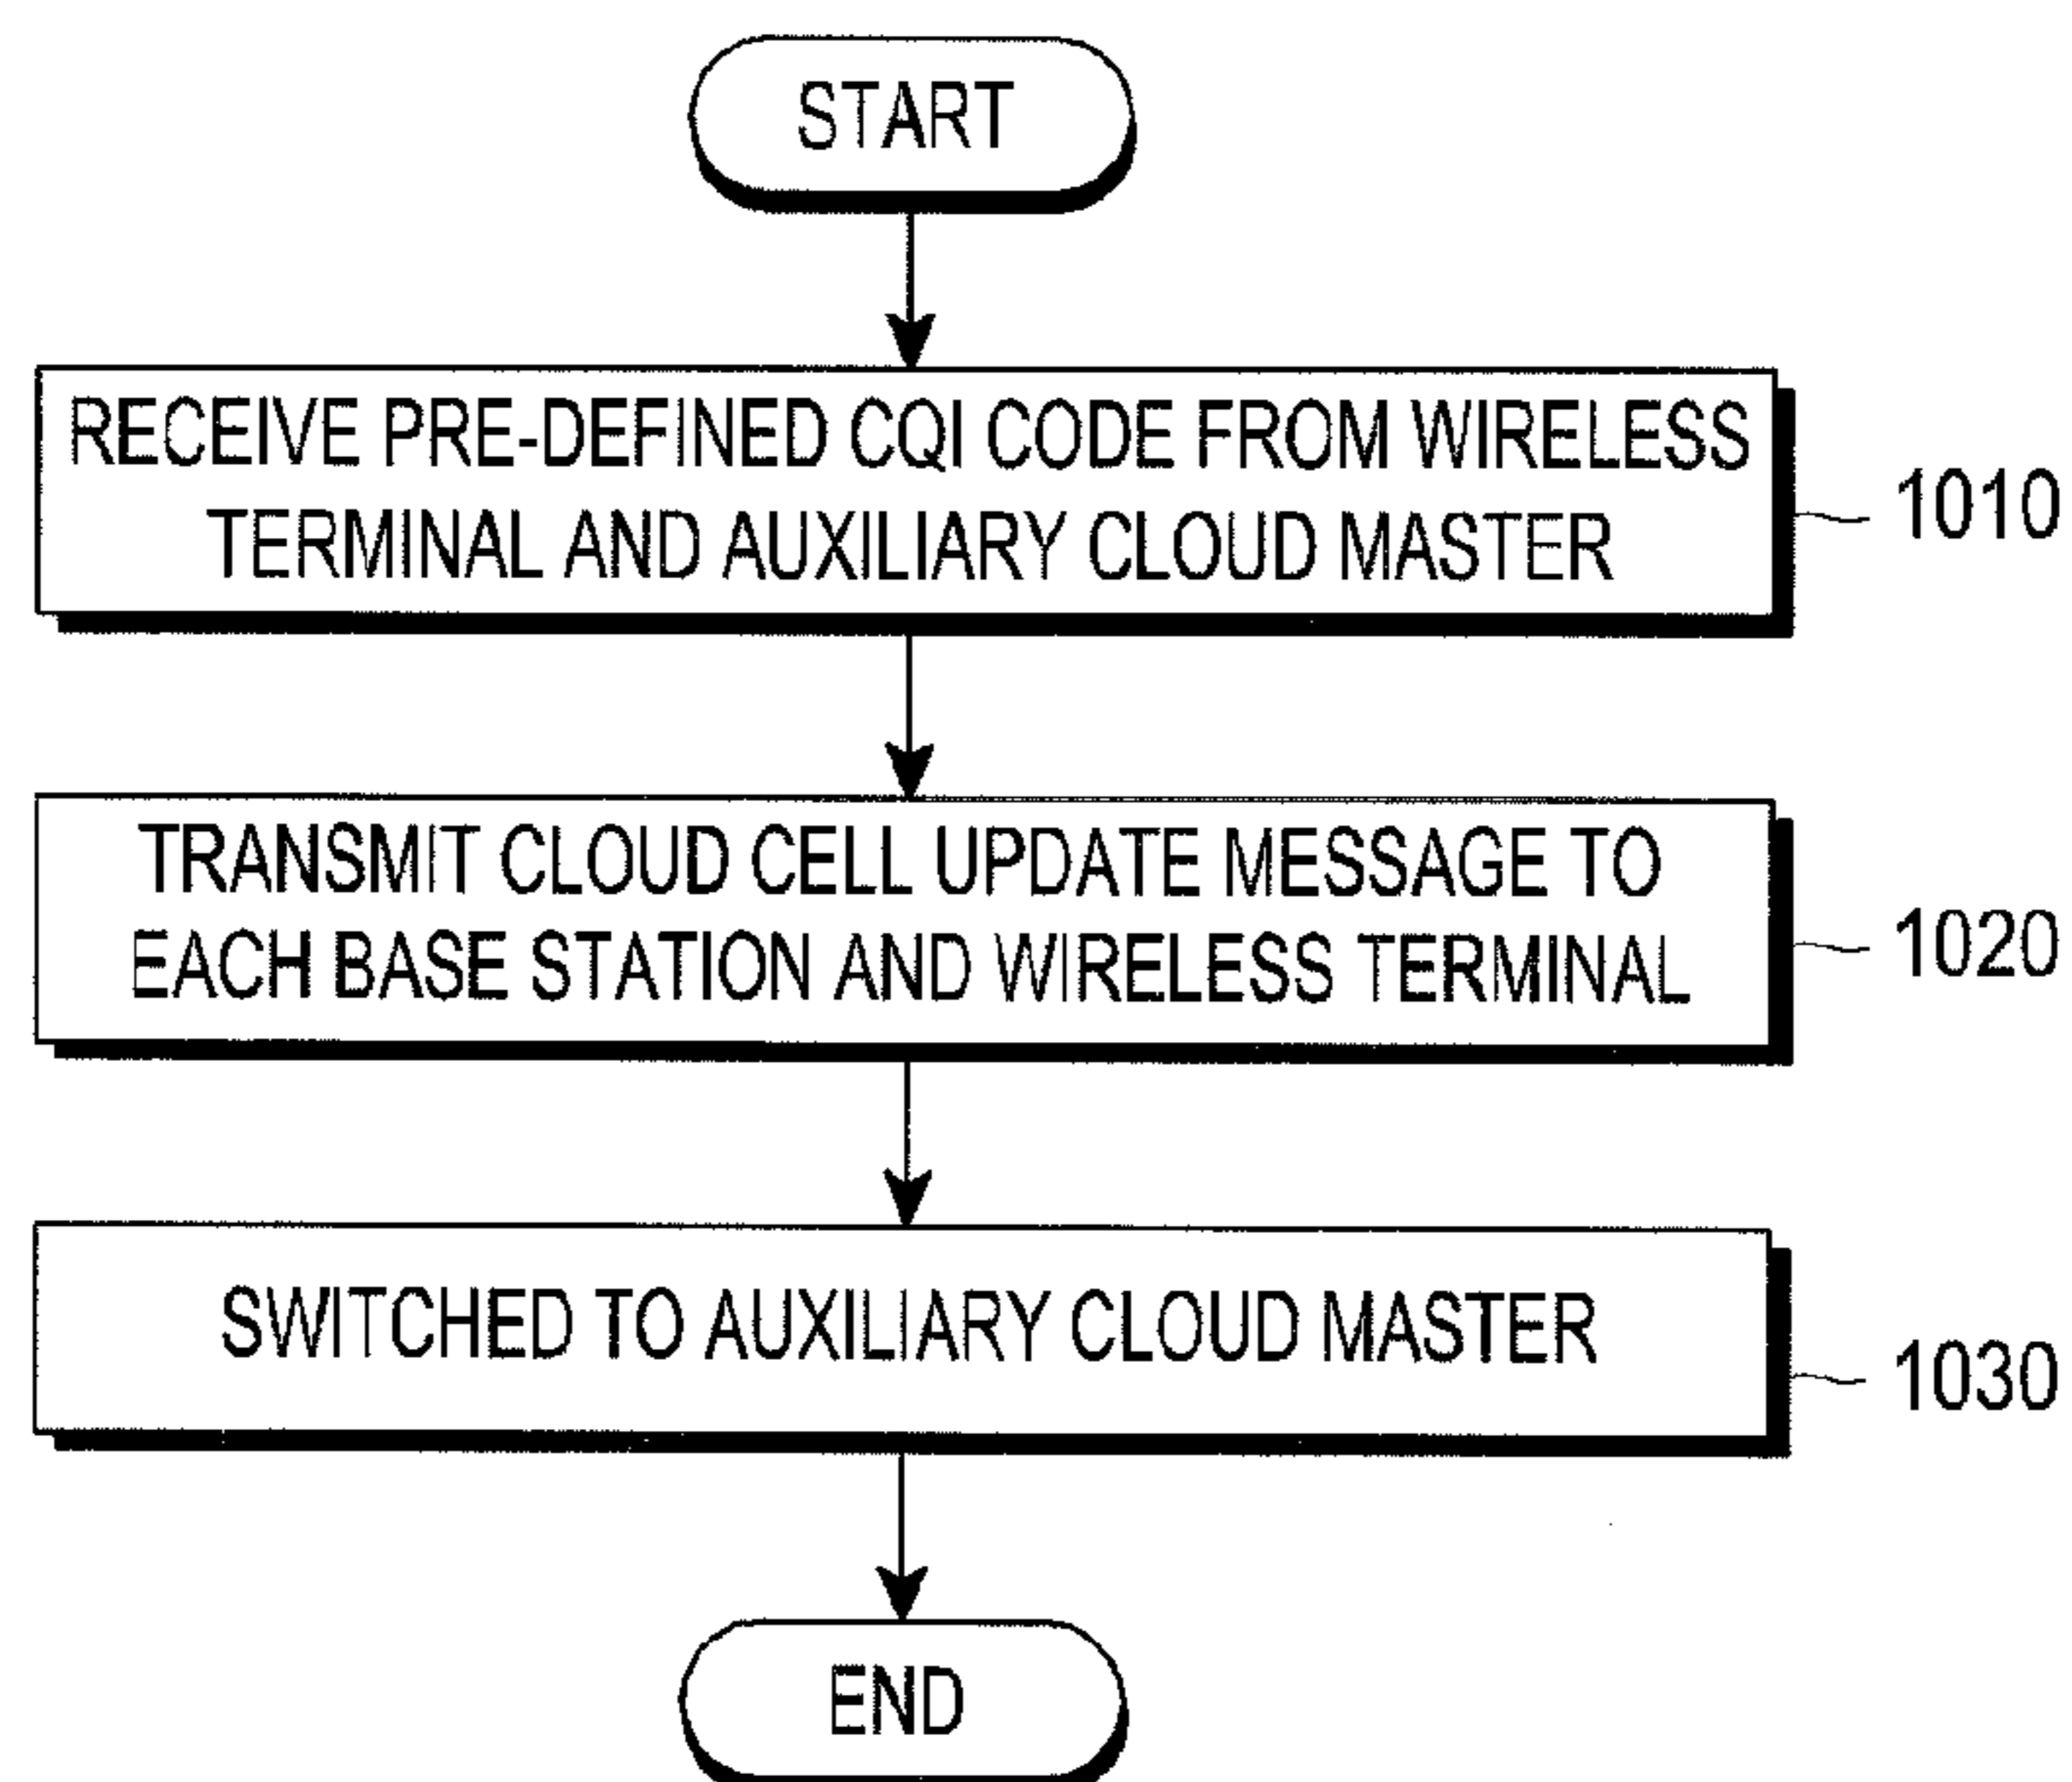 START
RECEIVE PRE-DEFINED CQI CODE FROM WIRELESS
TERMINAL AND AUXILIARY CLOUD MASTER
1010
TRANSMIT CLOUD CELL UPDATE MESSAGE TO
EACH BASE STATION AND WIRELESS TERMINAL
1020
SWITCHED TO AUXILIARY CLOUD MASTER
1030
END